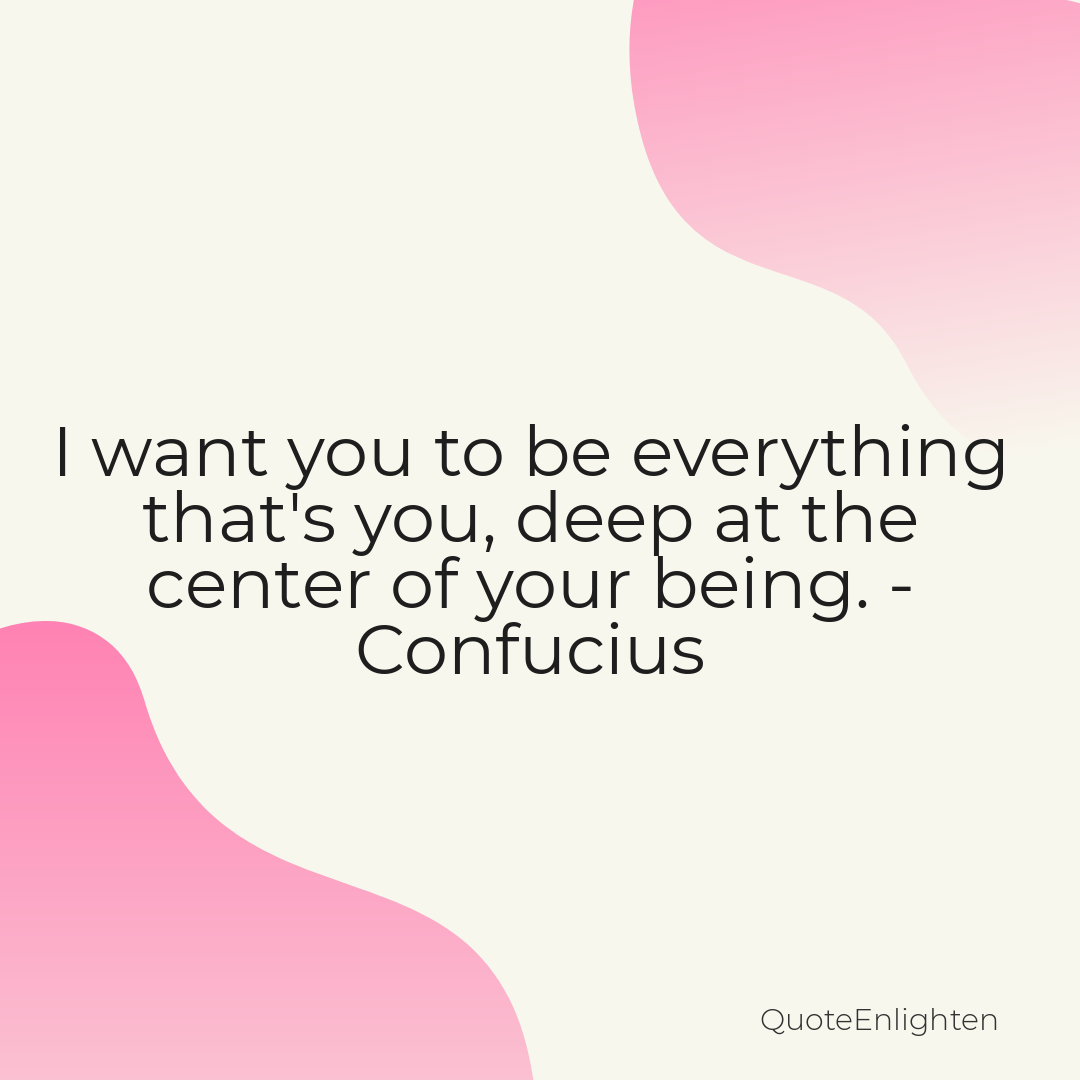 I want you to be everything
that's you, deep at the
center of your being. -
Confucius
QuoteEnlighten